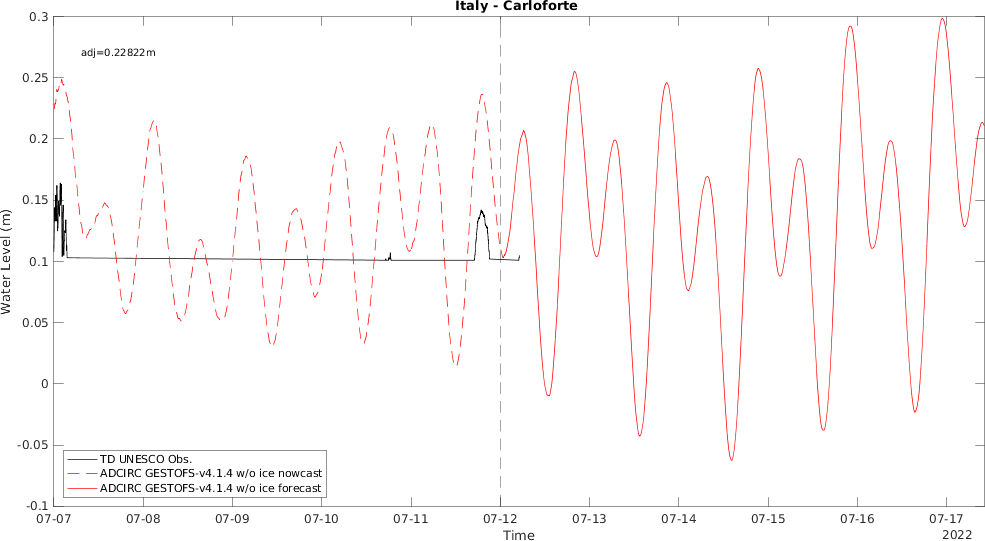 Italy - Carloforte
adj=0.22822m
0.3
0.25
0.2
0.15
0.1
0.05
0
-0.05
-0.1
Water Level (m)
TD UNESCO Obs.
ADCIRC GESTOFS-v4.1.4 w/o ice nowcast
ADCIRC GESTOFS-v4.1.4 w/o ice forecast
07-07 07-08 07-09 07-10 07-11 07-12 07-13 07-14 07-15 07-16 07-17
Time
2022